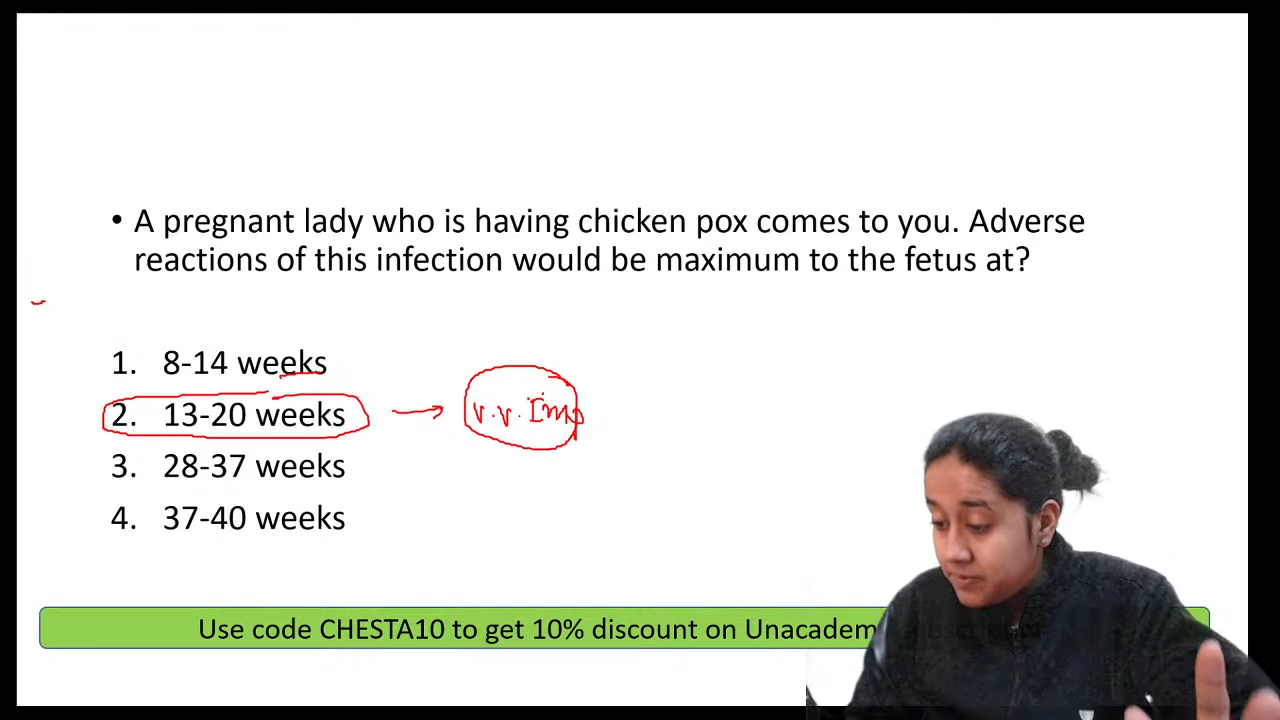 • A pregnant lady who is having chicken pox comes to you. Adverse
reactions of this infection would be maximum to the fetus at?
1. 8-14 weeks
2. 13-20 weeks → v.v. Imp
3. 28-37 weeks
4. 37-40 weeks
Use code CHESTA10 to get 10% discount on Unacadem